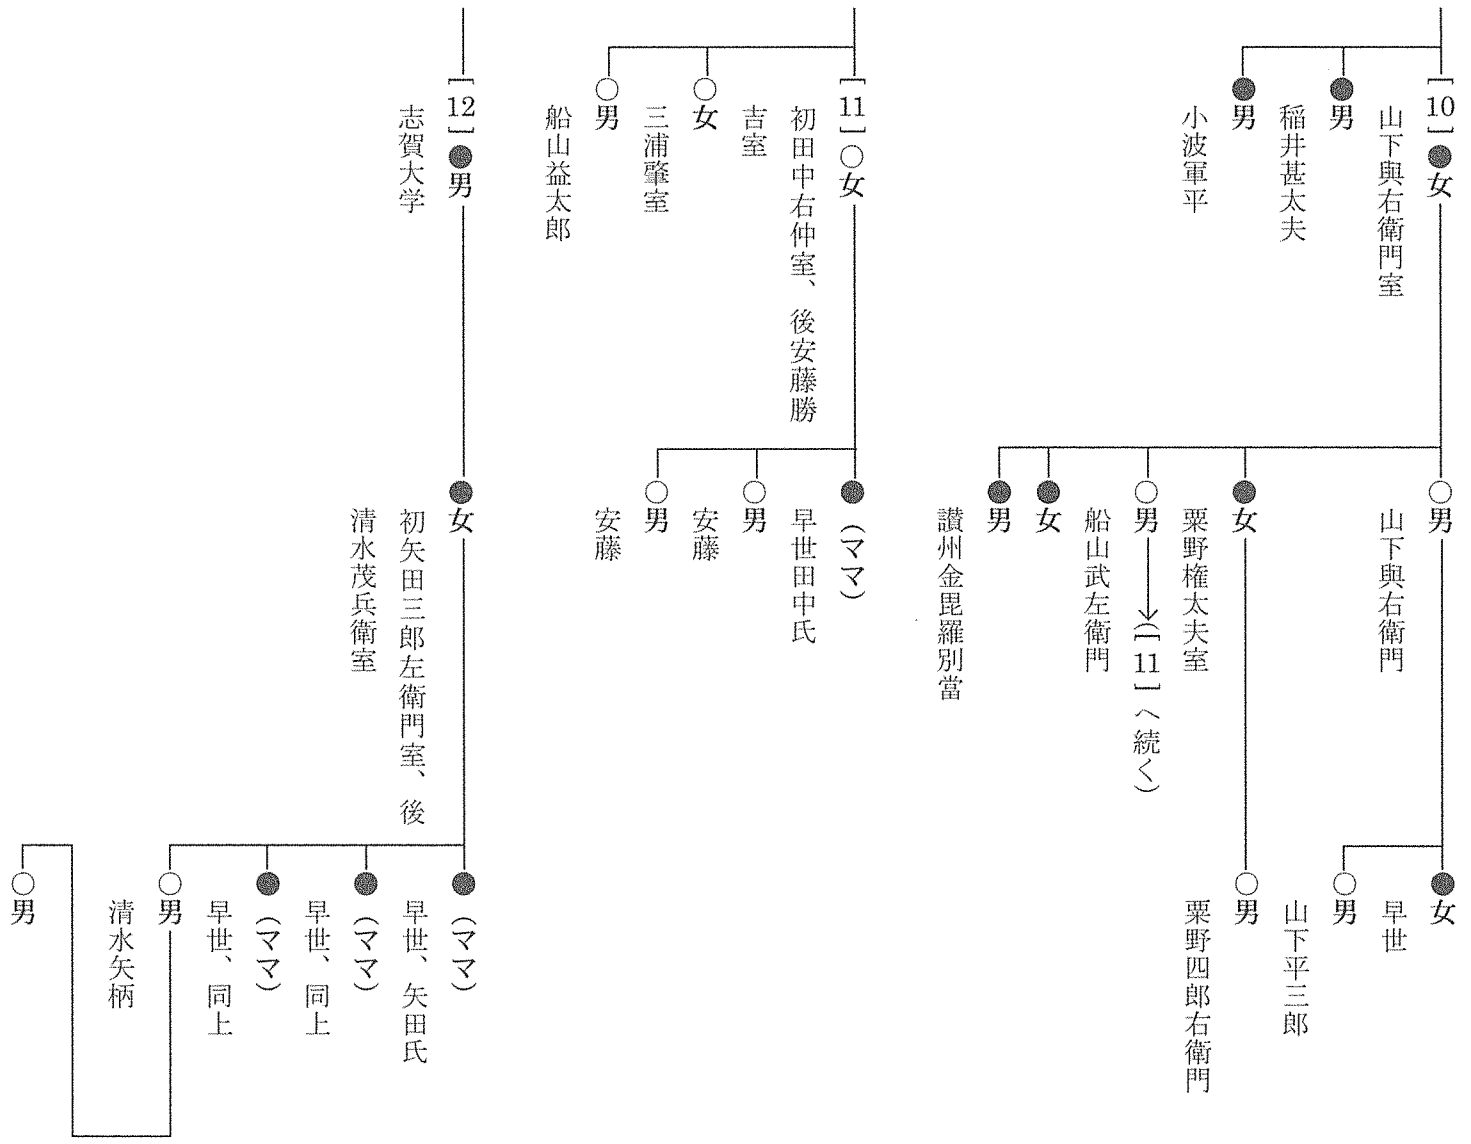 [10]●女
山下與右衛門室
●男
稲井甚太夫
●男
小波軍平
○男
山下與右衛門
●女
粟野権太夫室
○男→([11]へ続く)
船山武左衛門
●女
●男
讃州金毘羅別當
●女
早世
○男
山下平三郎
○男
粟野四郎右衛門
[11]○女
初田中右仲室、後安藤勝
吉室
○女
三浦肇室
○男
船山益太郎
●(ママ)
早世田中氏
○男
安藤
○男
安藤
[12]●男
志賀大学
●女
初矢田三郎左衛門室、後
清水茂兵衛室
●(ママ)
早世、矢田氏
●(ママ)
早世、同上
●(ママ)
早世、同上
○男
清水矢柄
○男